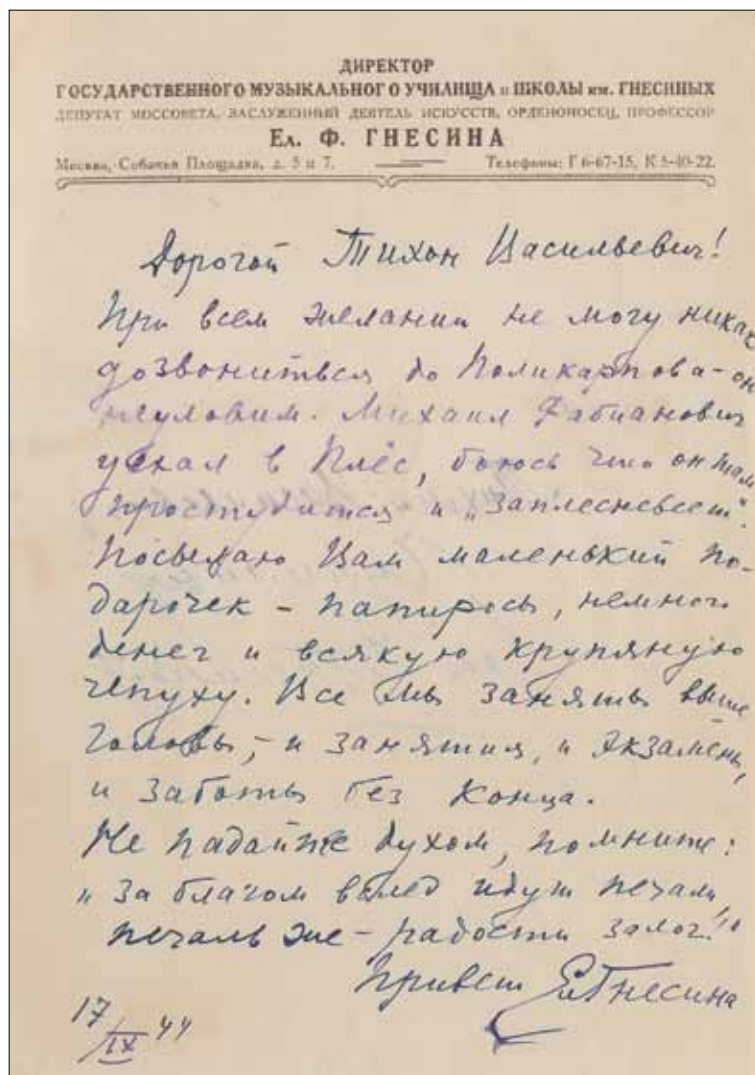 ДИРЕКТОР
ГОСУДАРСТВЕННОГО МУЗЫКАЛЬНОГО УЧИЛИЩА и ШКОЛЫ им. ГНЕСИНЫХ
ДЕПУТАТ МОССОВЕТА, ЗАСЛУЖЕННЫЙ ДЕЯТЕЛЬ ИСКУССТВ, ОРДЕНОНОСЕЦ, ПРОФЕССОР
Ел. Ф. ГНЕСИНА
Москва, Собачья Площадка, д. 5 и 7. Телефоны: Г 6-67-15, К 5-40-22.
Дорогой Тихон Васильевич!
При всем желании не могу никак
дозвониться до Поликарпова - он
неуловим. Михаил Фабианович
уехал в Плёс, боюсь что он там
простудится и „заплесневеет".
Посылаю Вам маленький по-
дарочек - папиросы, немного
денег и всякую крупяную
чепуху. Все мы заняты выше
головы, - и занятия, и экзамены,
и заботы без конца.
Не падайте духом, помните:
„За благом вслед идут печали,
печаль же - радости залог!"
Привет Ел Гнесина
17/IX 44